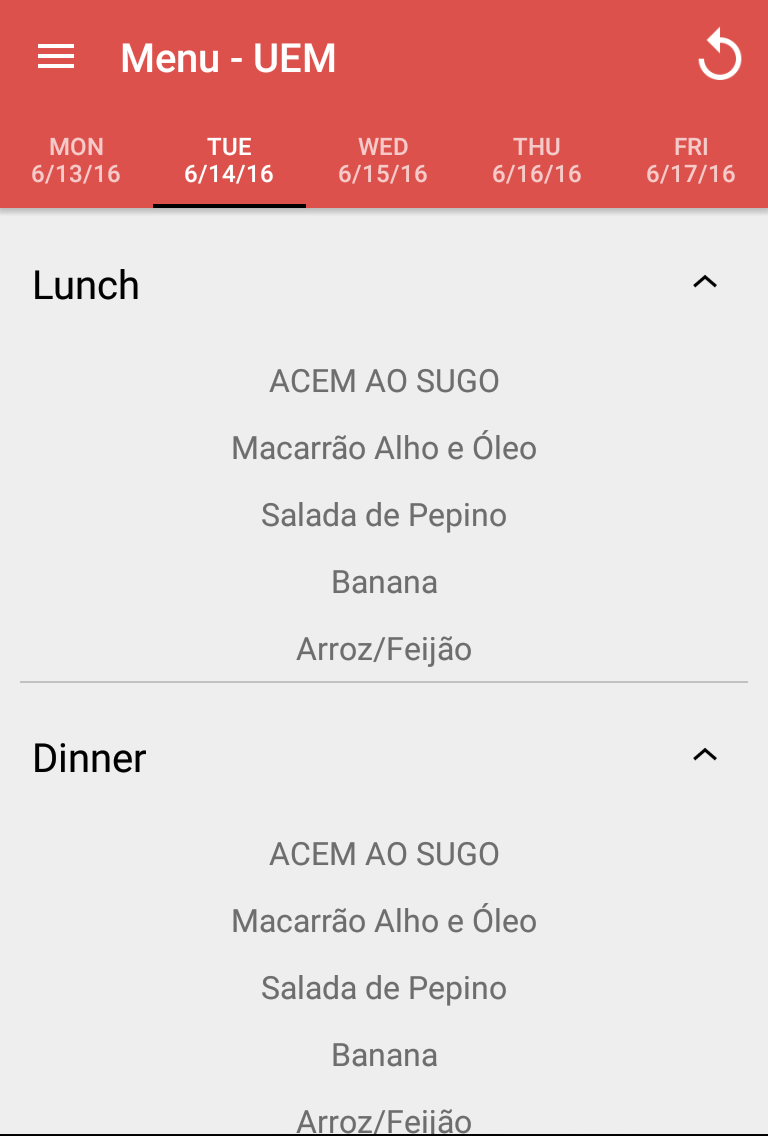 Menu - UEM
MON TUE WED THU FRI
6/13/16 6/14/16 6/15/16 6/16/16 6/17/16
Lunch
ACEM AO SUGO
Macarrão Alho e Óleo
Salada de Pepino
Banana
Arroz/Feijão
Dinner
ACEM AO SUGO
Macarrão Alho e Óleo
Salada de Pepino
Banana
Arroz/Feijão